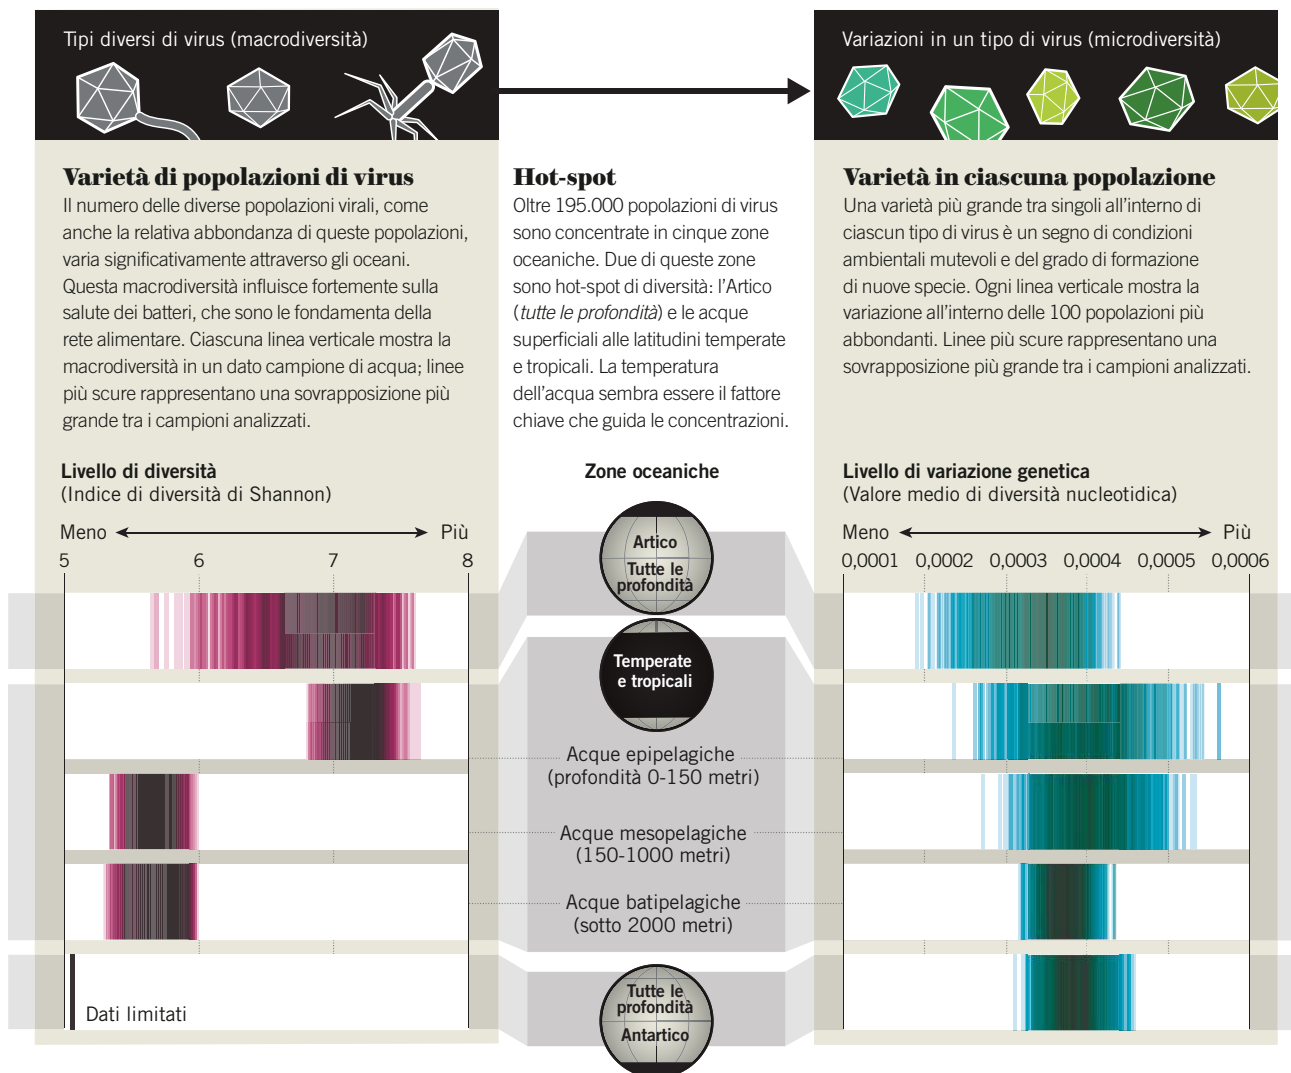 Tipi diversi di virus (macrodiversità)
Varietà di popolazioni di virus
Il numero delle diverse popolazioni virali, come
anche la relativa abbondanza di queste popolazioni,
varia significativamente attraverso gli oceani.
Questa macrodiversità influisce fortemente sulla
salute dei batteri, che sono le fondamenta della
rete alimentare. Ciascuna linea verticale mostra la
macrodiversità in un dato campione di acqua; linee
più scure rappresentano una sovrapposizione più
grande tra i campioni analizzati.
Hot-spot
Oltre 195.000 popolazioni di virus
sono concentrate in cinque zone
oceaniche. Due di queste zone
sono hot-spot di diversità: l’Artico
(tutte le profondità) e le acque
superficiali alle latitudini temperate
e tropicali. La temperatura
dell’acqua sembra essere il fattore
chiave che guida le concentrazioni.
Variazioni in un tipo di virus (microdiversità)
Varietà in ciascuna popolazione
Una varietà più grande tra singoli all’interno di
ciascun tipo di virus è un segno di condizioni
ambientali mutevoli e del grado di formazione
di nuove specie. Ogni linea verticale mostra la
variazione all’interno delle 100 popolazioni più
abbondanti. Linee più scure rappresentano una
sovrapposizione più grande tra i campioni analizzati.
Livello di diversità
(Indice di diversità di Shannon)
Meno Più
5 6 7 8
Dati limitati
Zone oceaniche
Artico
Tutte le
profondità
Temperate
e tropicali
Acque epipelagiche
(profondità 0-150 metri)
Acque mesopelagiche
(150-1000 metri)
Acque batipelagiche
(sotto 2000 metri)
Tutte le
profondità
Antartico
Livello di variazione genetica
(Valore medio di diversità nucleotidica)
Meno Più
0,0001 0,0002 0,0003 0,0004 0,0005 0,0006